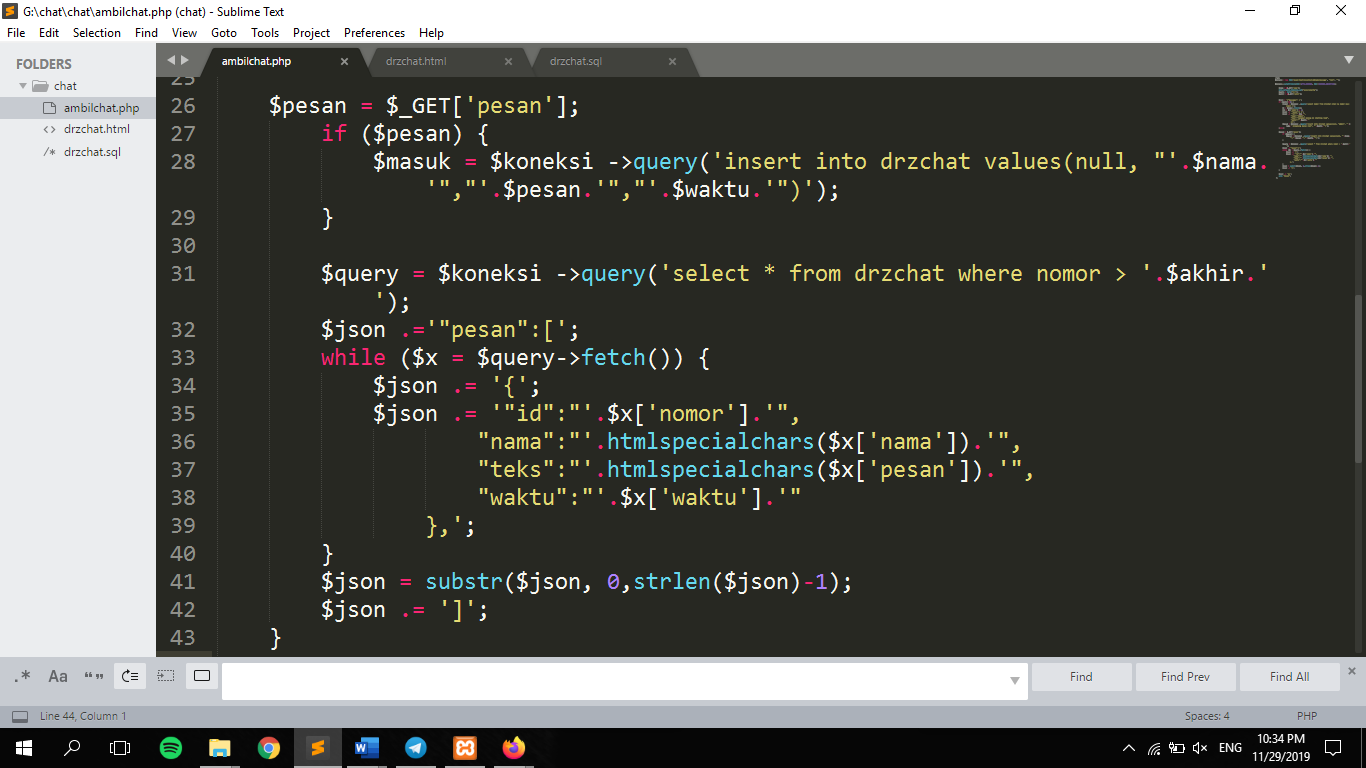 G:\chat\chat\ambilchat.php (chat) - Sublime Text
File Edit Selection Find View Goto Tools Project Preferences Help
FOLDERS
chat
ambilchat.php
drzchat.html
drzchat.sql
ambilchat.php × drzchat.html × drzchat.sql ×
25
26 $pesan = $_GET['pesan'];
27 if ($pesan) {
28 $masuk = $koneksi ->query('insert into drzchat values(null, "'.$nama.
'","'.$pesan.'","'.$waktu.'")');
29 }
30
31 $query = $koneksi ->query('select * from drzchat where nomor > '.$akhir.'
');
32 $json .='"pesan":[';
33 while ($x = $query->fetch()) {
34 $json .= '{';
35 $json .= '"id":"'.$x['nomor'].'",
36 "nama":"'.htmlspecialchars($x['nama']).'",
37 "teks":"'.htmlspecialchars($x['pesan']).'",
38 "waktu":"'.$x['waktu'].'"
39 },';
40 }
41 $json = substr($json, 0,strlen($json)-1);
42 $json .= ']';
43 }
.* Aa “” Find Find Prev Find All ×
Line 44, Column 1 Spaces: 4 PHP
ENG
10:34 PM
11/29/2019